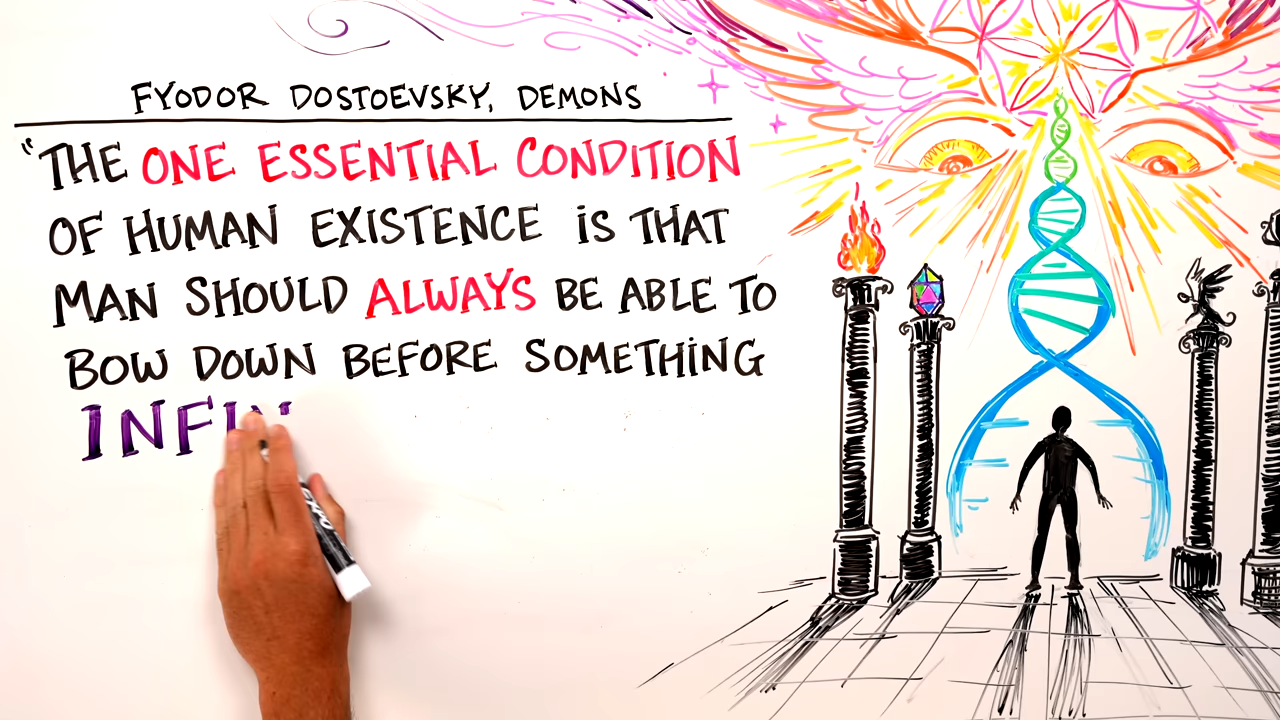 FYODOR DOSTOEVSKY, DEMONS
"THE ONE ESSENTIAL CONDITION
OF HUMAN EXISTENCE IS THAT
MAN SHOULD ALWAYS BE ABLE TO
BOW DOWN BEFORE SOMETHING
INFIN